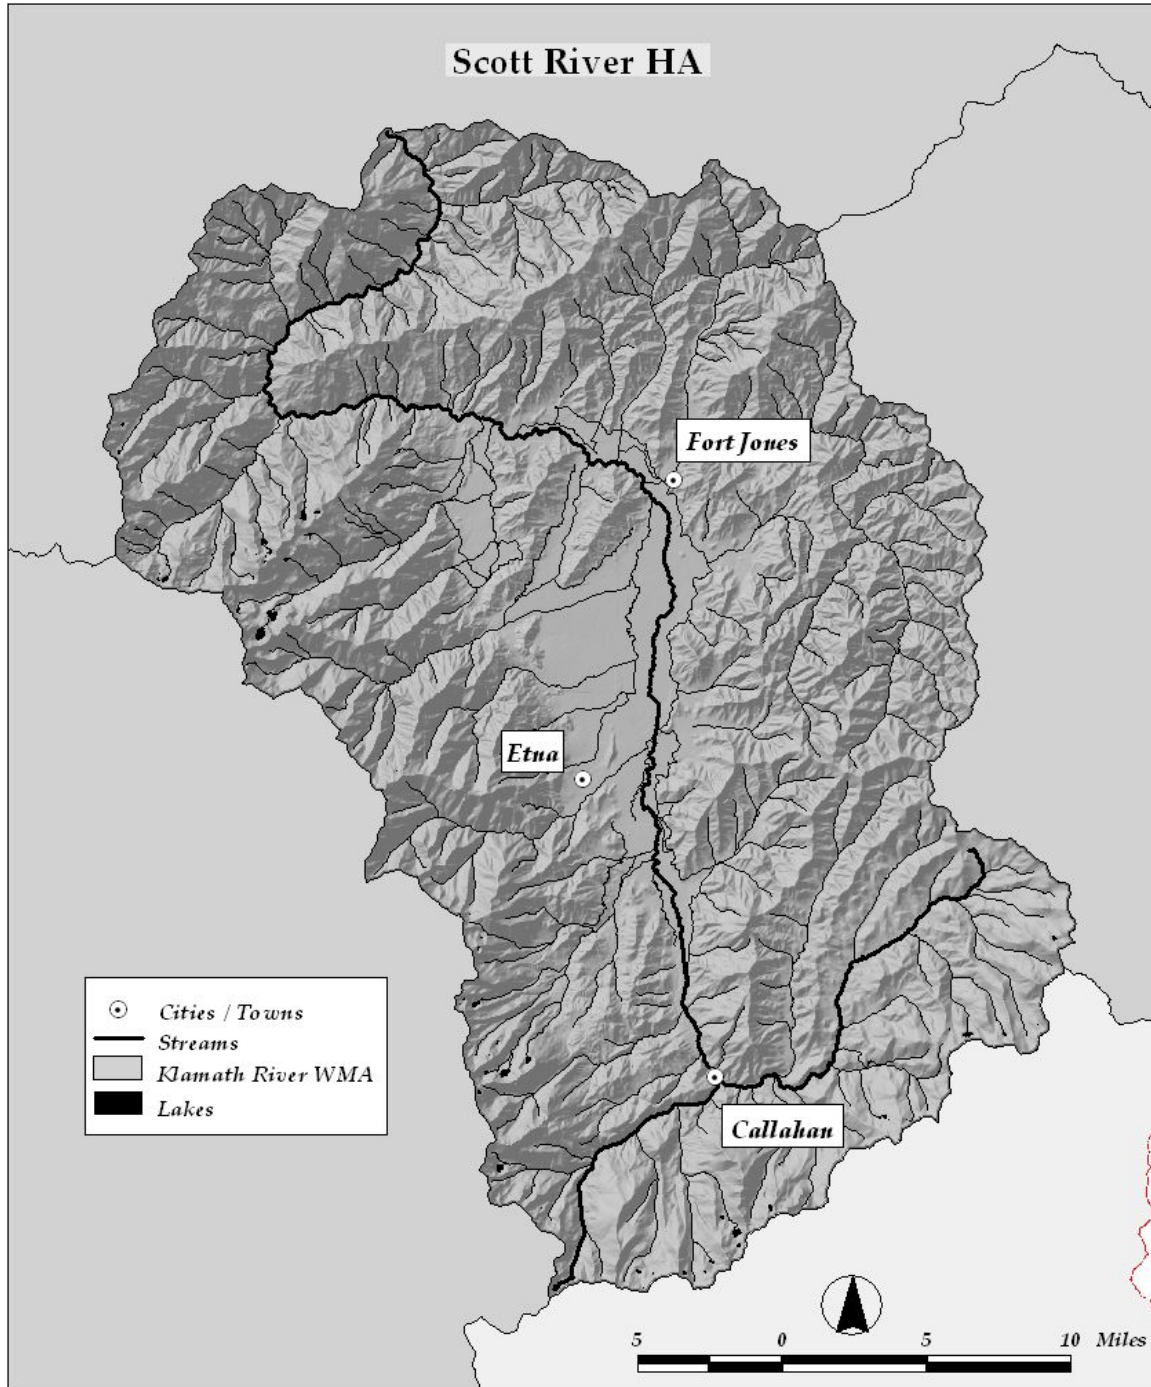 Scott River HA
Fort Jones
Etna
Cities / Towns
Streams
Klamath River WMA
Lakes
Callahan
5 0 5 10 Miles